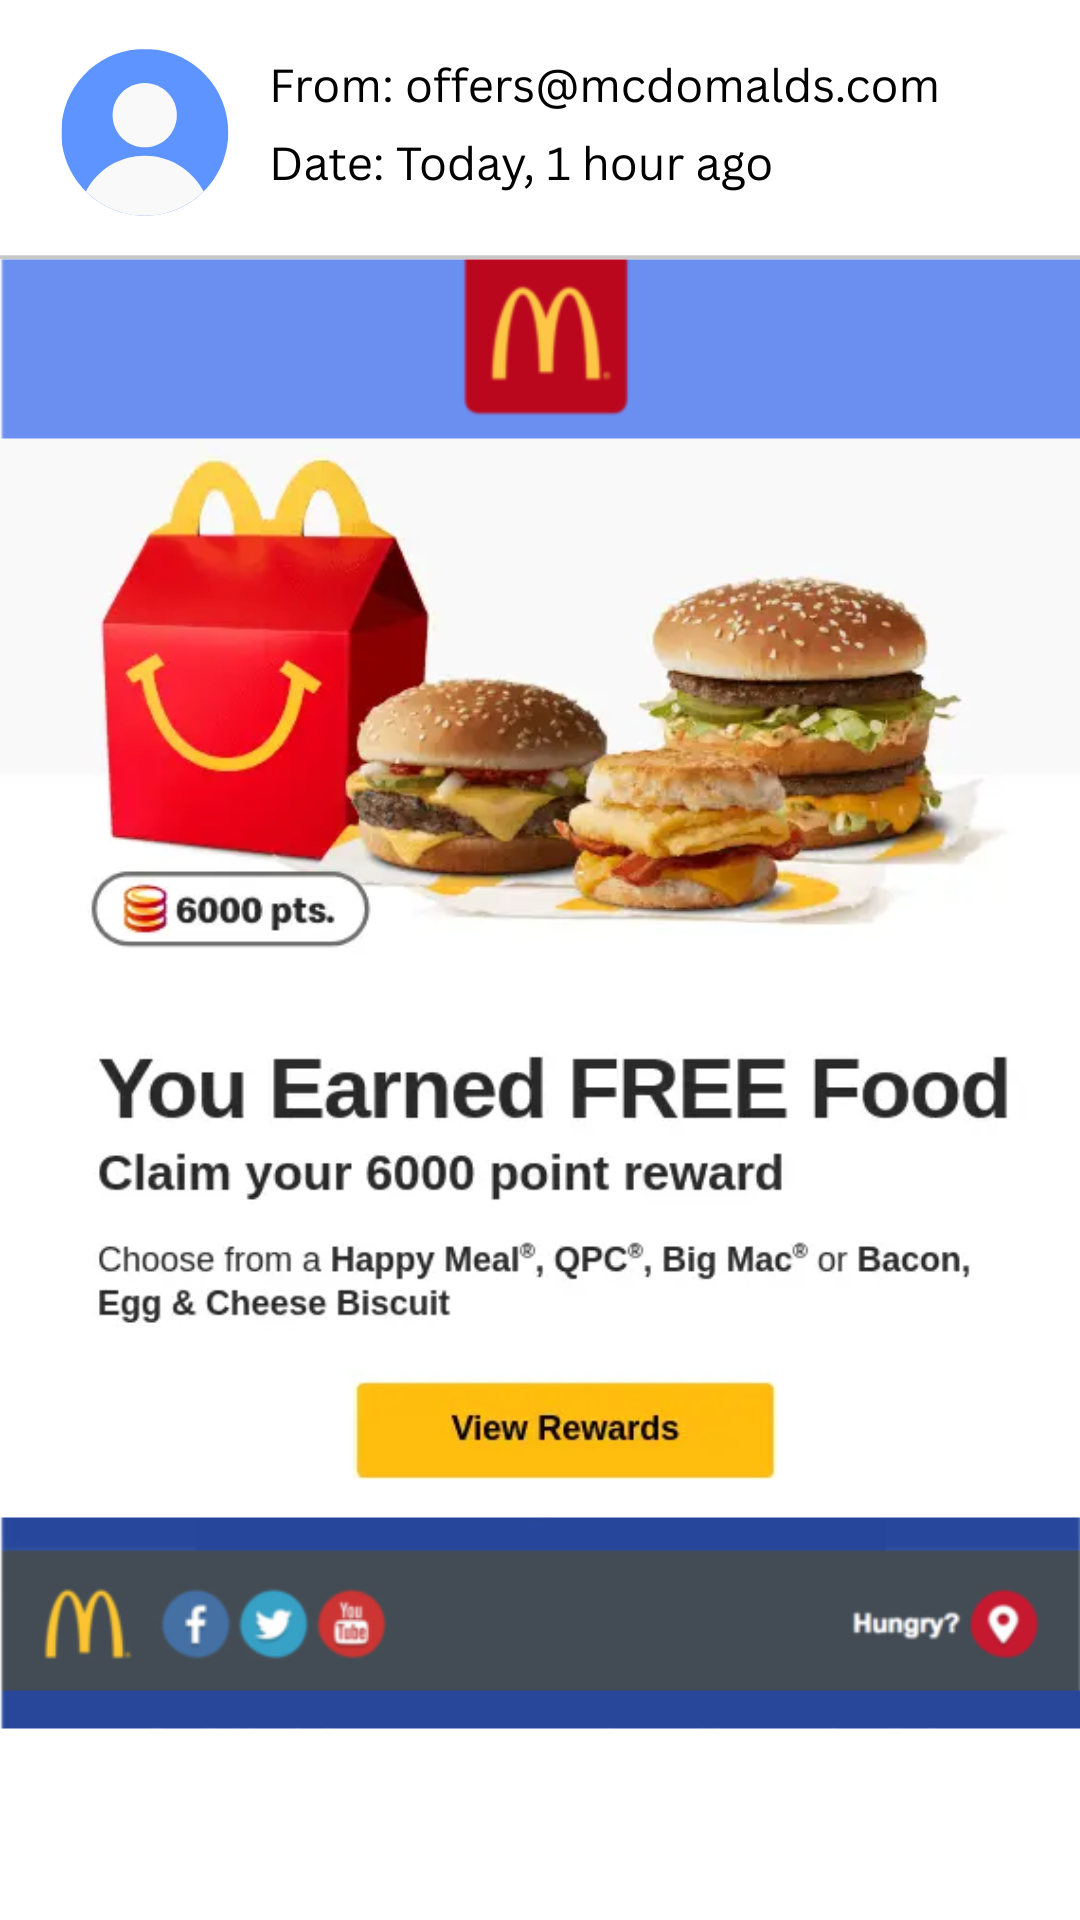 From: offers@mcdomalds.com
Date: Today, 1 hour ago
6000 pts.
You Earned FREE Food
Claim your 6000 point reward
Choose from a Happy Meal®, QPC®, Big Mac® or Bacon,
Egg & Cheese Biscuit
View Rewards
You
Tube
Hungry?